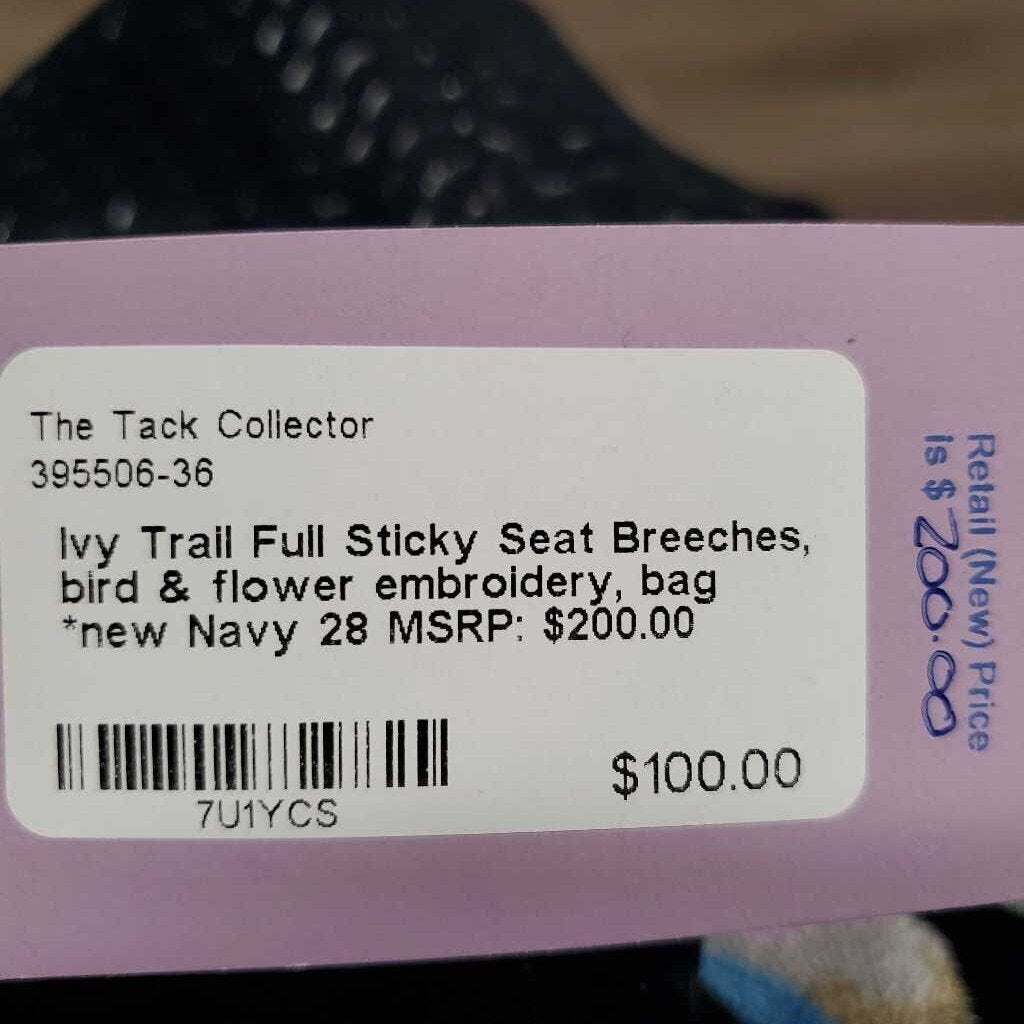 The Tack Collector
395506-36
Ivy Trail Full Sticky Seat Breeches,
bird & flower embroidery, bag
*new Navy 28 MSRP: $200.00
7U1YCS
$100.00
Retail (New) Price
is $ 200.00